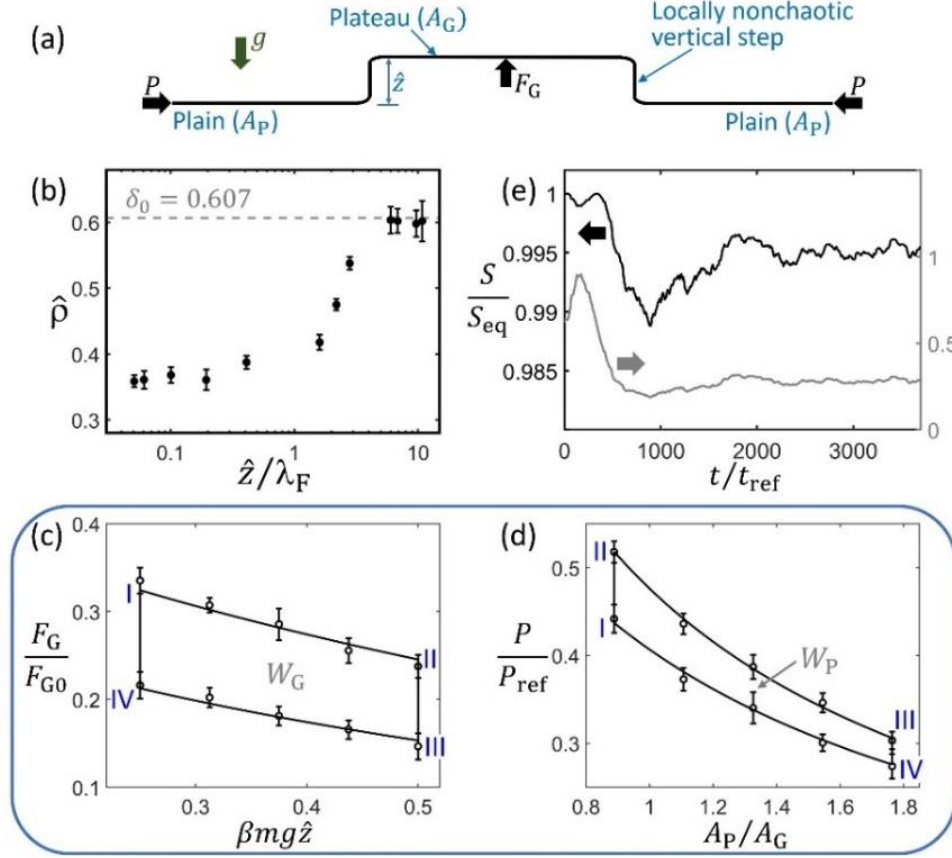 (a)
g
Plateau (A_G)
Locally nonchaotic
vertical step
P
ẑ
F_G
P
Plain (A_P)
Plain (A_P)
(b)
δ₀ = 0.607
0.6
0.5
0.4
0.3
ρ̂
0.1
1
10
ẑ/λ_F
(e)
1
0.995
0.99
0.985
S
S_eq
1
0.5
0
0
1000
2000
3000
t/t_ref
(c)
0.4
0.3
0.2
0.1
F_G
F_G0
I
II
W_G
IV
III
0.3
0.4
0.5
βmgẑ
(d)
0.5
0.4
0.3
P
P_ref
II
I
W_P
III
IV
0.8
1
1.2
1.4
1.6
1.8
A_P/A_G